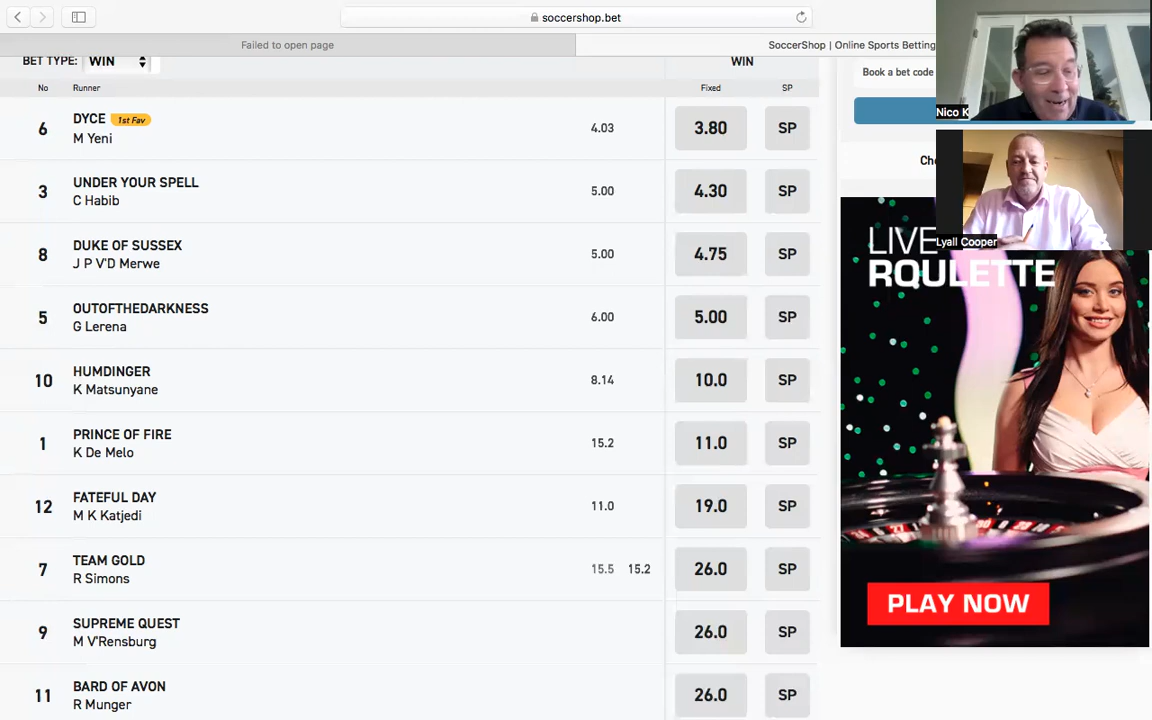 soccershop.bet
Failed to open page
SoccerShop | Online Sports Betting
BET TYPE: WIN
WIN
No Runner Fixed SP
6 DYCE 1st Fav 4.03 3.80 SP
M Yeni
3 UNDER YOUR SPELL 5.00 4.30 SP
C Habib
8 DUKE OF SUSSEX 5.00 4.75 SP
J P V'D Merwe
5 OUTOFTHEDARKNESS 6.00 5.00 SP
G Lerena
10 HUMDINGER 8.14 10.0 SP
K Matsunyane
1 PRINCE OF FIRE 15.2 11.0 SP
K De Melo
12 FATEFUL DAY 11.0 19.0 SP
M K Katjedi
7 TEAM GOLD 15.5 15.2 26.0 SP
R Simons
9 SUPREME QUEST 26.0 SP
M V'Rensburg
11 BARD OF AVON 26.0 SP
R Munger
Book a bet code
Nico K
Lyall Cooper
LIVE
ROULETTE
PLAY NOW